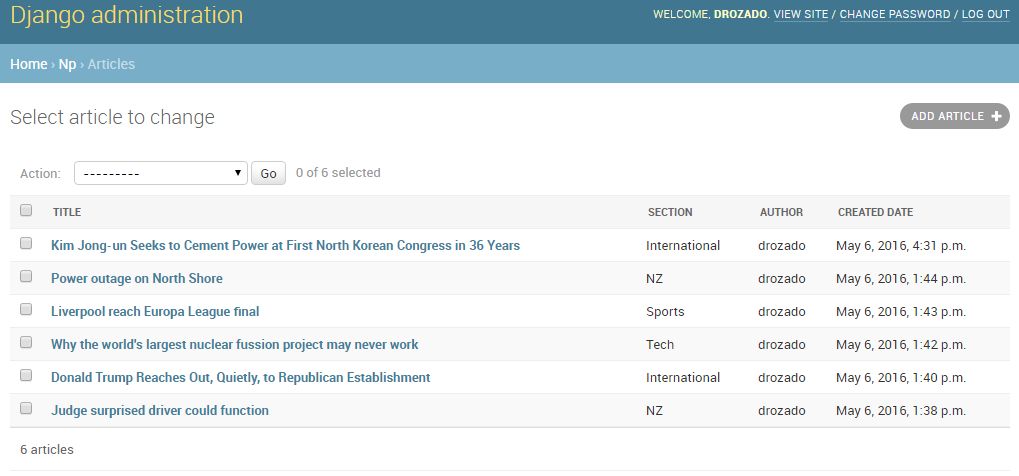 Django administration
WELCOME, DROZADO. VIEW SITE / CHANGE PASSWORD / LOG OUT
Home › Np › Articles
Select article to change
ADD ARTICLE +
Action: --------- Go 0 of 6 selected
TITLE SECTION AUTHOR CREATED DATE
Kim Jong-un Seeks to Cement Power at First North Korean Congress in 36 Years International drozado May 6, 2016, 4:31 p.m.
Power outage on North Shore NZ drozado May 6, 2016, 1:44 p.m.
Liverpool reach Europa League final Sports drozado May 6, 2016, 1:43 p.m.
Why the world's largest nuclear fussion project may never work Tech drozado May 6, 2016, 1:42 p.m.
Donald Trump Reaches Out, Quietly, to Republican Establishment International drozado May 6, 2016, 1:40 p.m.
Judge surprised driver could function NZ drozado May 6, 2016, 1:38 p.m.
6 articles